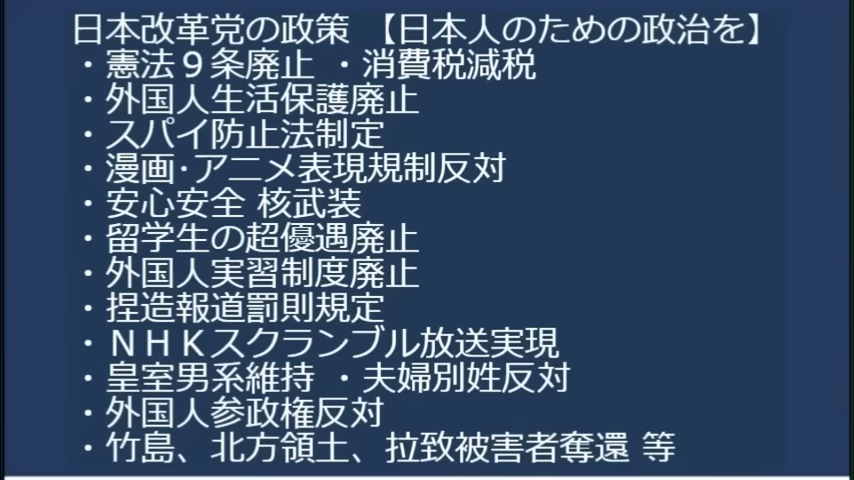 日本改革党の政策 【日本人のための政治を】
・憲法９条廃止 ・消費税減税
・外国人生活保護廃止
・スパイ防止法制定
・漫画･アニメ表現規制反対
・安心安全 核武装
・留学生の超優遇廃止
・外国人実習制度廃止
・捏造報道罰則規定
・ＮＨＫスクランブル放送実現
・皇室男系維持 ・夫婦別姓反対
・外国人参政権反対
・竹島、北方領土、拉致被害者奪還 等